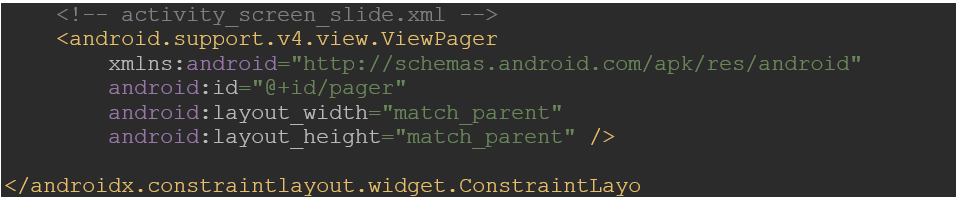 <!-- activity_screen_slide.xml -->
<android.support.v4.view.ViewPager
xmlns:android="http://schemas.android.com/apk/res/android"
android:id="@+id/pager"
android:layout_width="match_parent"
android:layout_height="match_parent" />
</androidx.constraintlayout.widget.ConstraintLayo